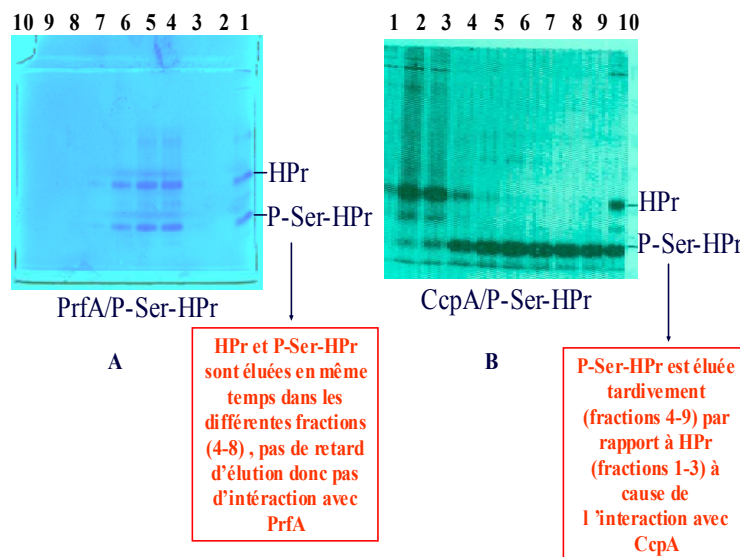 10 9 8 7 6 5 4 3 2 1
1 2 3 4 5 6 7 8 9 10
HPr
P-Ser-HPr
HPr
P-Ser-HPr
PrfA/P-Ser-HPr
CcpA/P-Ser-HPr
A
B
HPr et P-Ser-HPr
sont éluées en même
temps dans les
différentes fractions
(4-8) , pas de retard
d'élution donc pas
d'intéraction avec
PrfA
P-Ser-HPr est éluée
tardivement
(fractions 4-9) par
rapport à HPr
(fractions 1-3) à
cause de
l 'interaction avec
CcpA